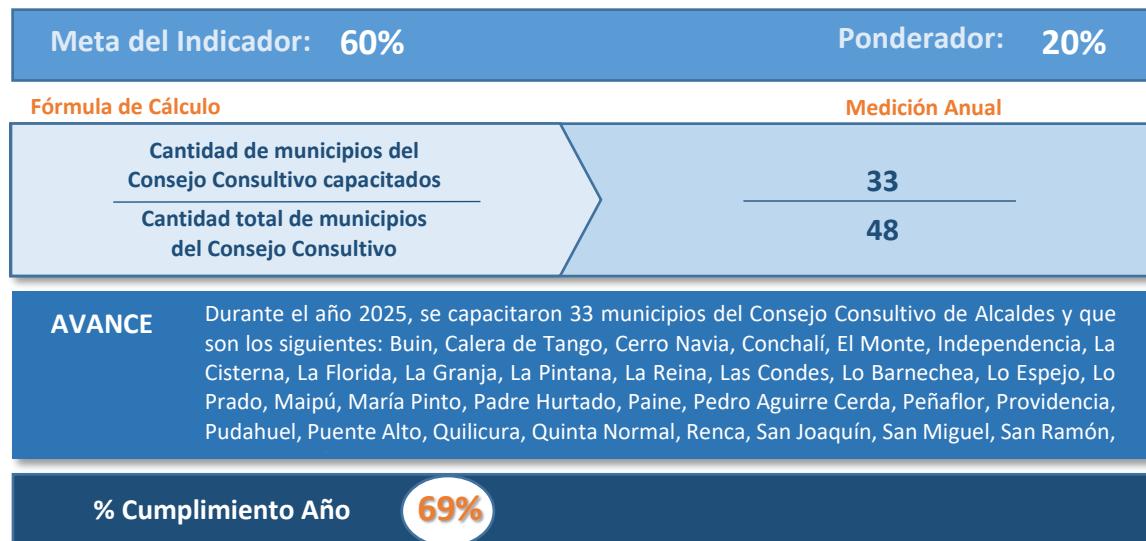 Meta del Indicador: 60% Ponderador: 20%
Fórmula de Cálculo Medición Anual
Cantidad de municipios del
Consejo Consultivo capacitados
33
Cantidad total de municipios
del Consejo Consultivo
48
AVANCE
Durante el año 2025, se capacitaron 33 municipios del Consejo Consultivo de Alcaldes y que
son los siguientes: Buin, Calera de Tango, Cerro Navia, Conchalí, El Monte, Independencia, La
Cisterna, La Florida, La Granja, La Pintana, La Reina, Las Condes, Lo Barnechea, Lo Espejo, Lo
Prado, Maipú, María Pinto, Padre Hurtado, Paine, Pedro Aguirre Cerda, Peñaflor, Providencia,
Pudahuel, Puente Alto, Quilicura, Quinta Normal, Renca, San Joaquín, San Miguel, San Ramón,
% Cumplimiento Año 69%